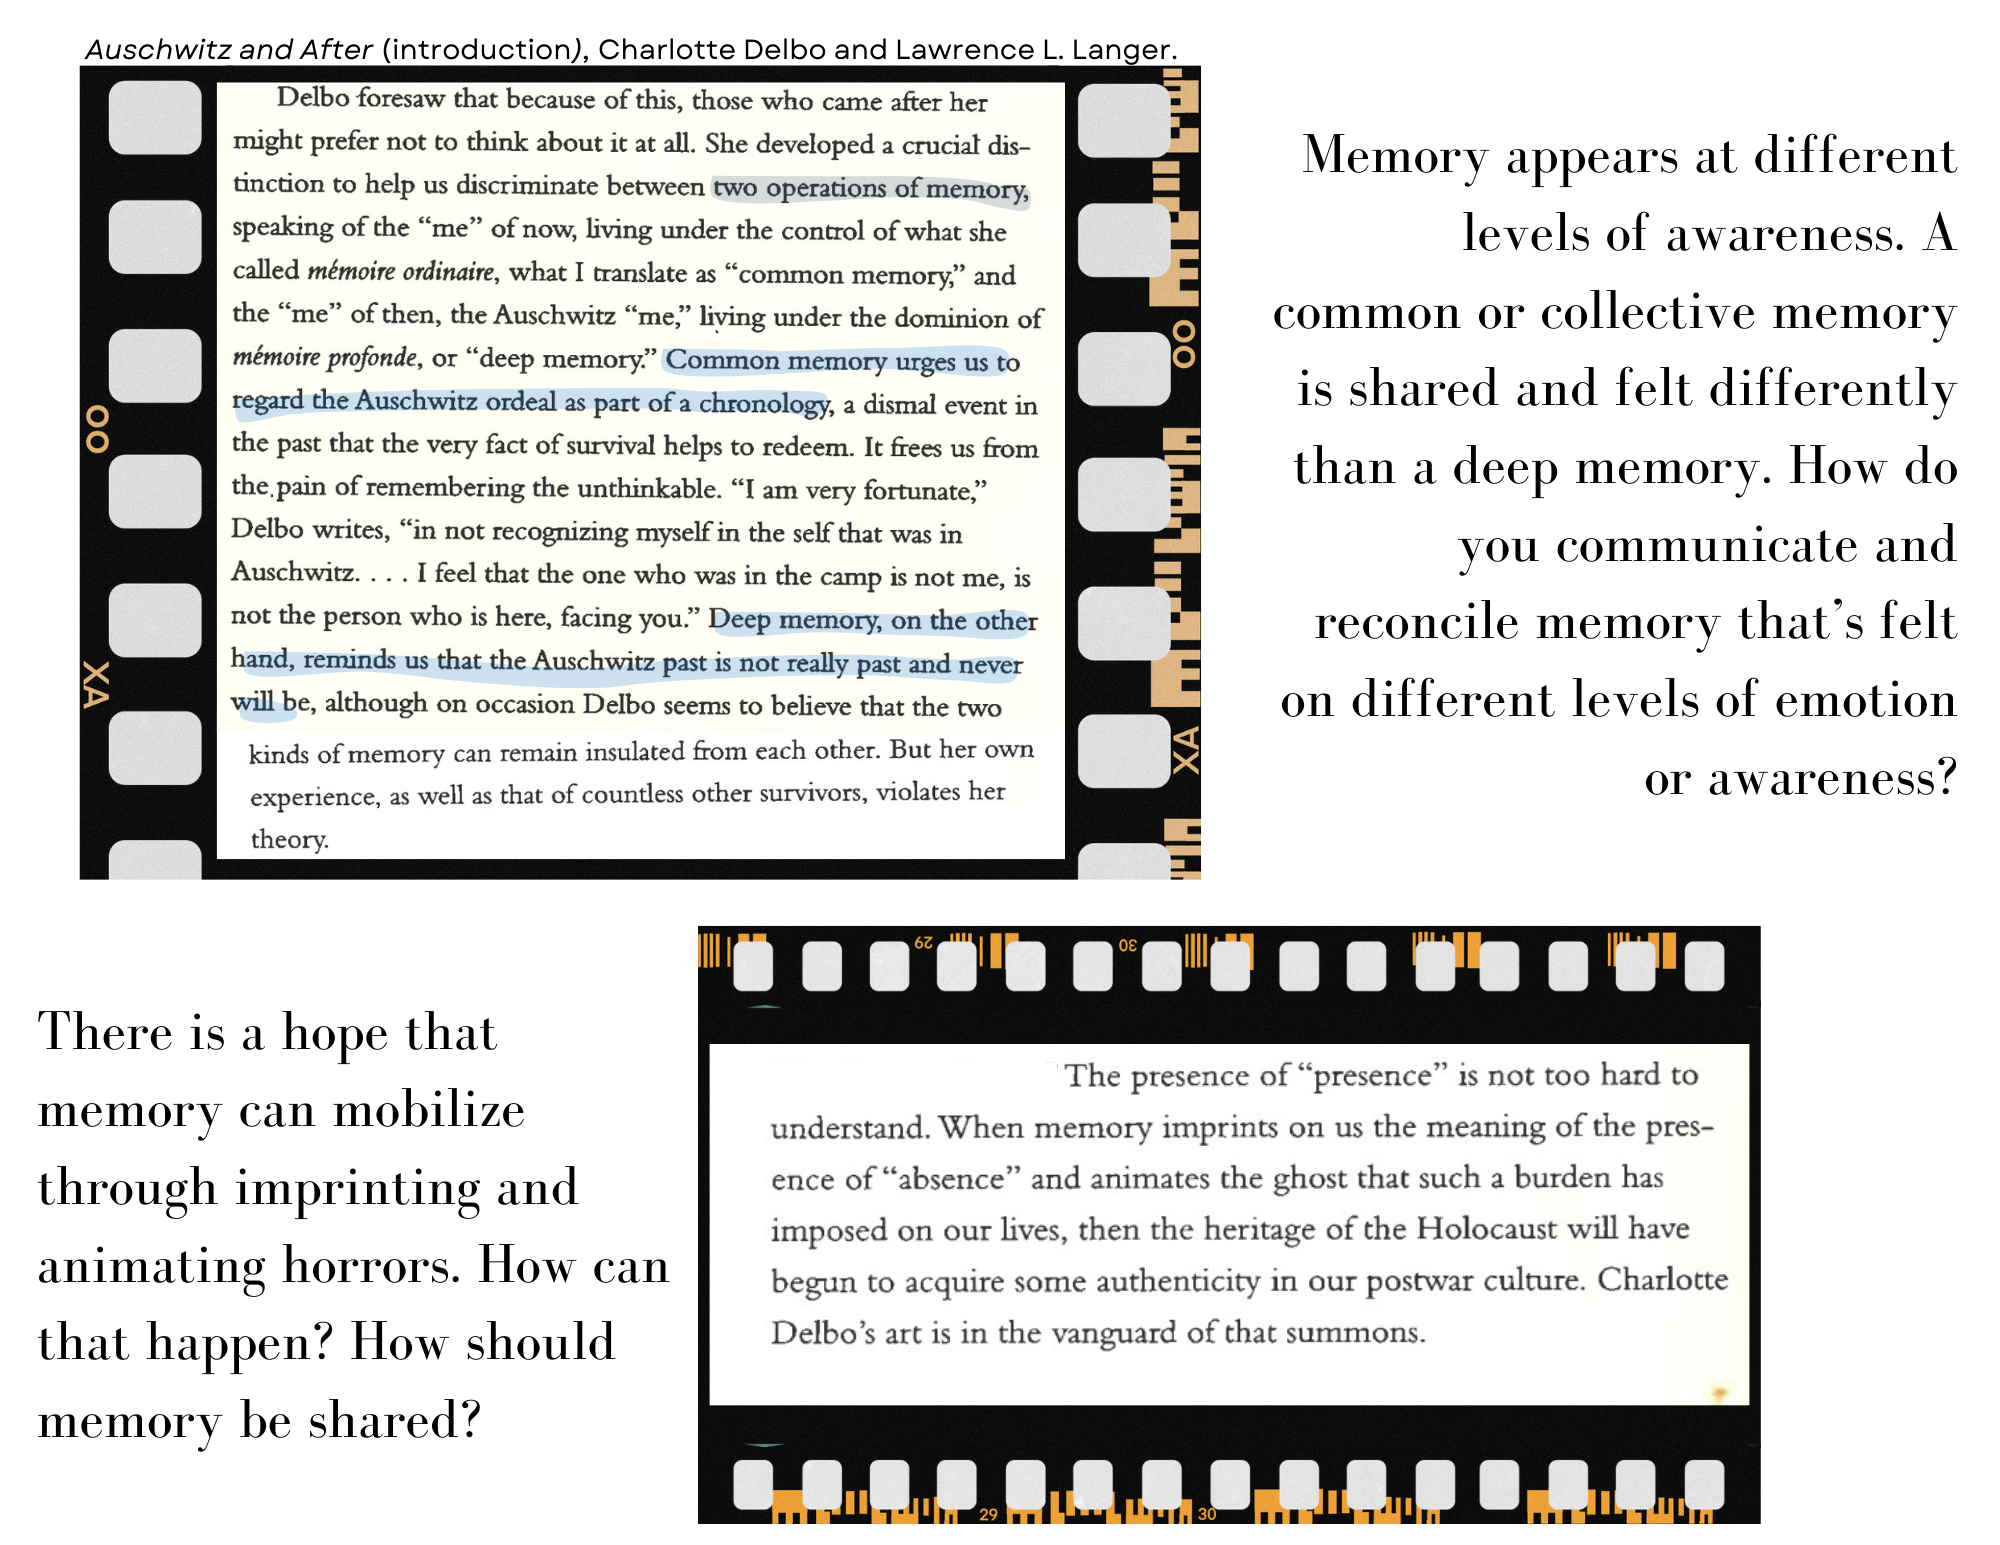 Auschwitz and After (introduction), Charlotte Delbo and Lawrence L. Langer.
Delbo foresaw that because of this, those who came after her
might prefer not to think about it at all. She developed a crucial dis-
tinction to help us discriminate between two operations of memory,
speaking of the “me” of now, living under the control of what she
called mémoire ordinaire, what I translate as “common memory,” and
the “me” of then, the Auschwitz “me,” living under the dominion of
mémoire profonde, or “deep memory.” Common memory urges us to
regard the Auschwitz ordeal as part of a chronology, a dismal event in
the past that the very fact of survival helps to redeem. It frees us from
the pain of remembering the unthinkable. “I am very fortunate,”
Delbo writes, “in not recognizing myself in the self that was in
Auschwitz. . . . I feel that the one who was in the camp is not me, is
not the person who is here, facing you.” Deep memory, on the other
hand, reminds us that the Auschwitz past is not really past and never
will be, although on occasion Delbo seems to believe that the two
kinds of memory can remain insulated from each other. But her own
experience, as well as that of countless other survivors, violates her
theory.
OO
XA
OO
XA
Memory appears at different
levels of awareness. A
common or collective memory
is shared and felt differently
than a deep memory. How do
you communicate and
reconcile memory that’s felt
on different levels of emotion
or awareness?
There is a hope that
memory can mobilize
through imprinting and
animating horrors. How can
that happen? How should
memory be shared?
29 30
The presence of “presence” is not too hard to
understand. When memory imprints on us the meaning of the pres-
ence of “absence” and animates the ghost that such a burden has
imposed on our lives, then the heritage of the Holocaust will have
begun to acquire some authenticity in our postwar culture. Charlotte
Delbo’s art is in the vanguard of that summons.
29 30